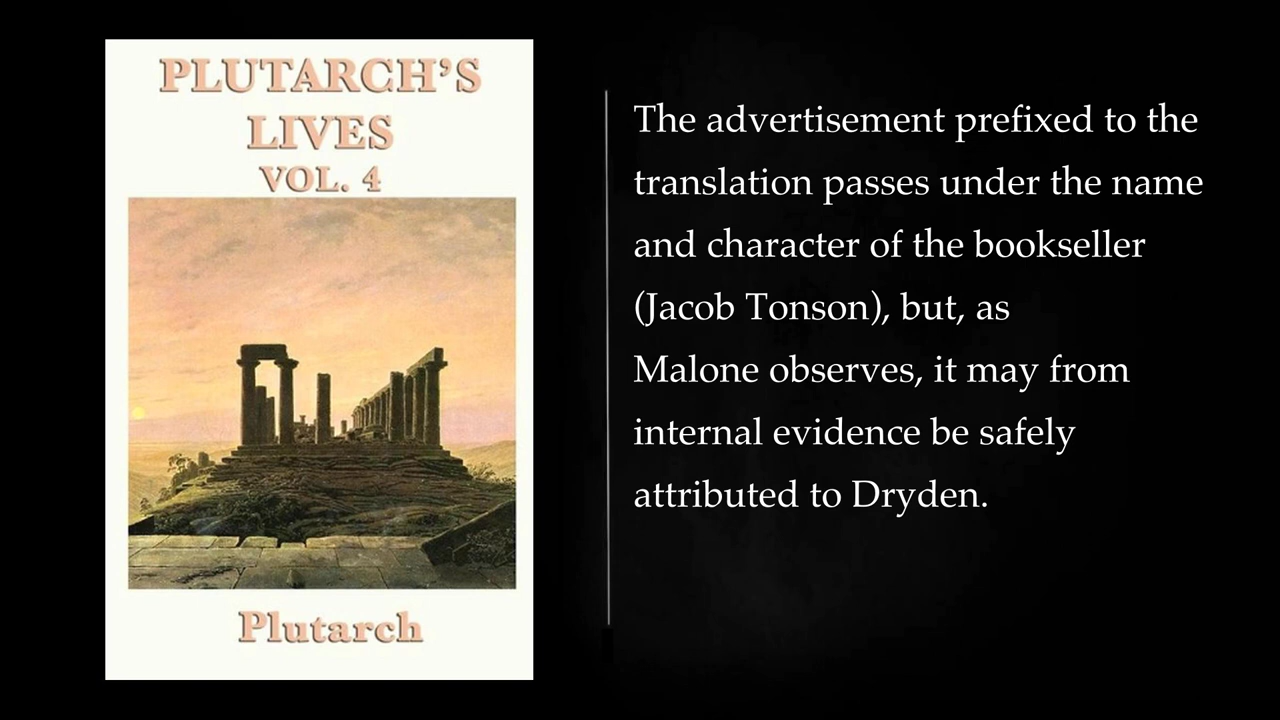 PLUTARCH'S
LIVES
VOL. 4
Plutarch
The advertisement prefixed to the
translation passes under the name
and character of the bookseller
(Jacob Tonson), but, as
Malone observes, it may from
internal evidence be safely
attributed to Dryden.